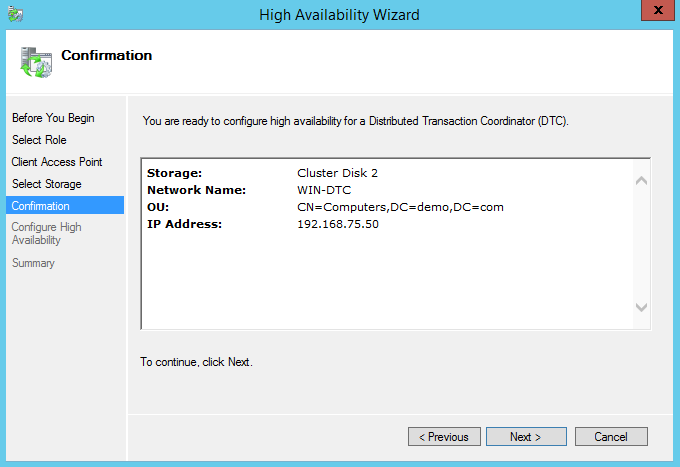 High Availability Wizard
X
Confirmation
Before You Begin
Select Role
Client Access Point
Select Storage
Confirmation
Configure High
Availability
Summary
You are ready to configure high availability for a Distributed Transaction Coordinator (DTC).
Storage: Cluster Disk 2
Network Name: WIN-DTC
OU: CN=Computers,DC=demo,DC=com
IP Address: 192.168.75.50
To continue, click Next.
< Previous
Next >
Cancel